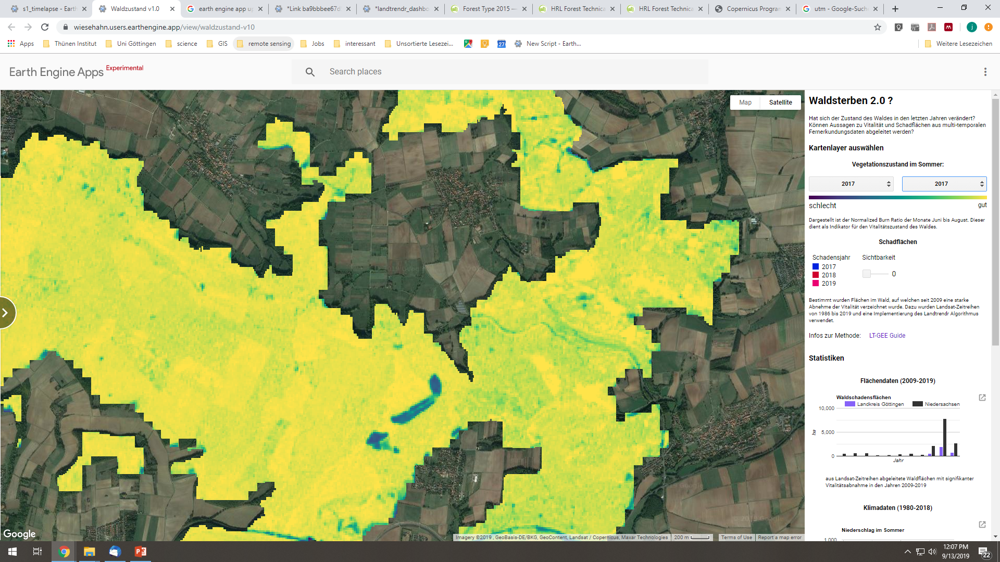 s1_timelapse - Earth
Waldzustand v1.0
earth engine app up
*Link ba9bbbee67d
*landtrendr_dashbo
Forest Type 2015 —
HRL Forest Technica
HRL Forest Technica
Copernicus Program
utm - Google-Suche
wiesehahn.users.earthengine.app/view/waldzustand-v10
j
Apps
Thünen Institut
Uni Göttingen
science
GIS
remote sensing
Jobs
interessant
Unsortierte Lesezei...
27
New Script - Earth...
Weitere Lesezeichen
Earth Engine Apps Experimental
Search places
Map
Satellite
Waldsterben 2.0 ?
Hat sich der Zustand des Waldes in den letzten Jahren verändert?
Können Aussagen zu Vitalität und Schadflächen aus multi-temporalen
Fernerkundungsdaten abgeleitet werden?
Kartenlayer auswählen
Vegetationszustand im Sommer:
2017
2017
schlecht
gut
Dargestellt ist der Normalized Burn Ratio der Monate Juni bis August. Dieser
dient als Indikator für den Vitalitätszustand des Waldes.
Schadflächen
Schadensjahr
Sichtbarkeit
2017
2018
0
2019
Bestimmt wurden Flächen im Wald, auf welchen seit 2009 eine starke
Abnahme der Vitalität verzeichnet wurde. Dazu wurden Landsat-Zeitreihen
von 1986 bis 2019 und eine Implementierung des Landtrendr Algorithmus
verwendet.
Infos zur Methode:
LT-GEE Guide
Statistiken
Flächendaten (2009-2019)
Waldschadensflächen
Landkreis Göttingen
Niedersachsen
10,000
ha
5,000
0
Jahr
aus Landsat-Zeitreihen abgeleitete Waldflächen mit signifikanter
Vitalitätsabnahme in den Jahren 2009-2019
Klimadaten (1980-2018)
Niederschlag im Sommer
1,000
Google
Imagery ©2019 , GeoBasis-DE/BKG, GeoContent, Landsat / Copernicus, Maxar Technologies
200 m
Terms of Use
Report a map error
12:07 PM
9/13/2019
22